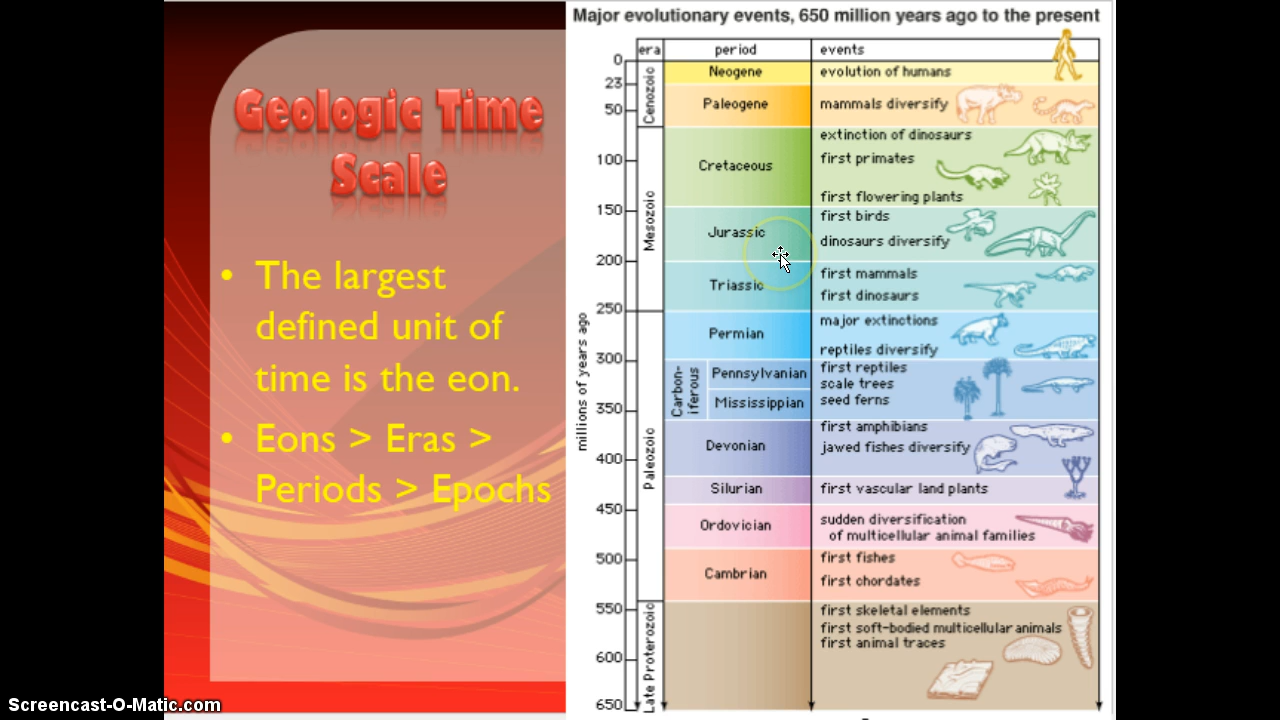 Geologic Time
Scale
• The largest
defined unit of
time is the eon.
• Eons > Eras >
Periods > Epochs
Major evolutionary events, 650 million years ago to the present
era period events
millions of years ago
0
23
50
100
150
200
250
300
350
400
450
500
550
600
650
Cenozoic
Mesozoic
Paleozoic
Late Proterozoic
Neogene
evolution of humans
Paleogene
mammals diversify
Cretaceous
extinction of dinosaurs
first primates
first flowering plants
Jurassic
first birds
dinosaurs diversify
Triassic
first mammals
first dinosaurs
Permian
major extinctions
reptiles diversify
Carbon-
iferous
Pennsylvanian
Mississippian
first reptiles
scale trees
seed ferns
Devonian
first amphibians
jawed fishes diversify
Silurian
first vascular land plants
Ordovician
sudden diversification
of multicellular animal families
Cambrian
first fishes
first chordates
first skeletal elements
first soft-bodied multicellular animals
first animal traces
Screencast-O-Matic.com